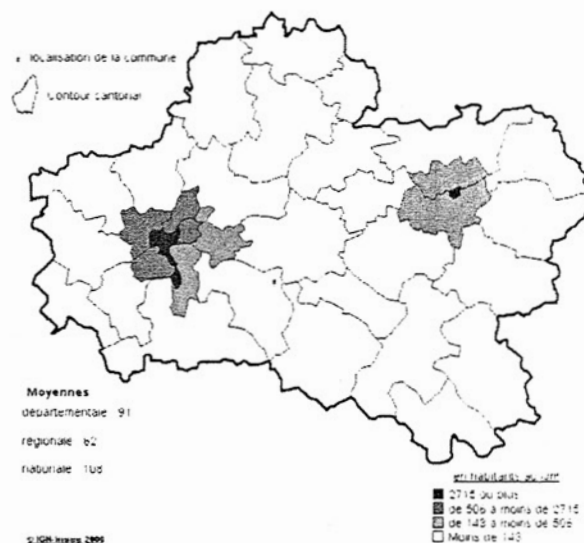 localisation de la commune
Contour cantonal
Moyennes
départementale 91
régionale 62
nationale 108
en habitants au km²
2715 ou plus
de 506 à moins de 2715
de 143 à moins de 506
Moins de 143
© IGN-Insee 2006